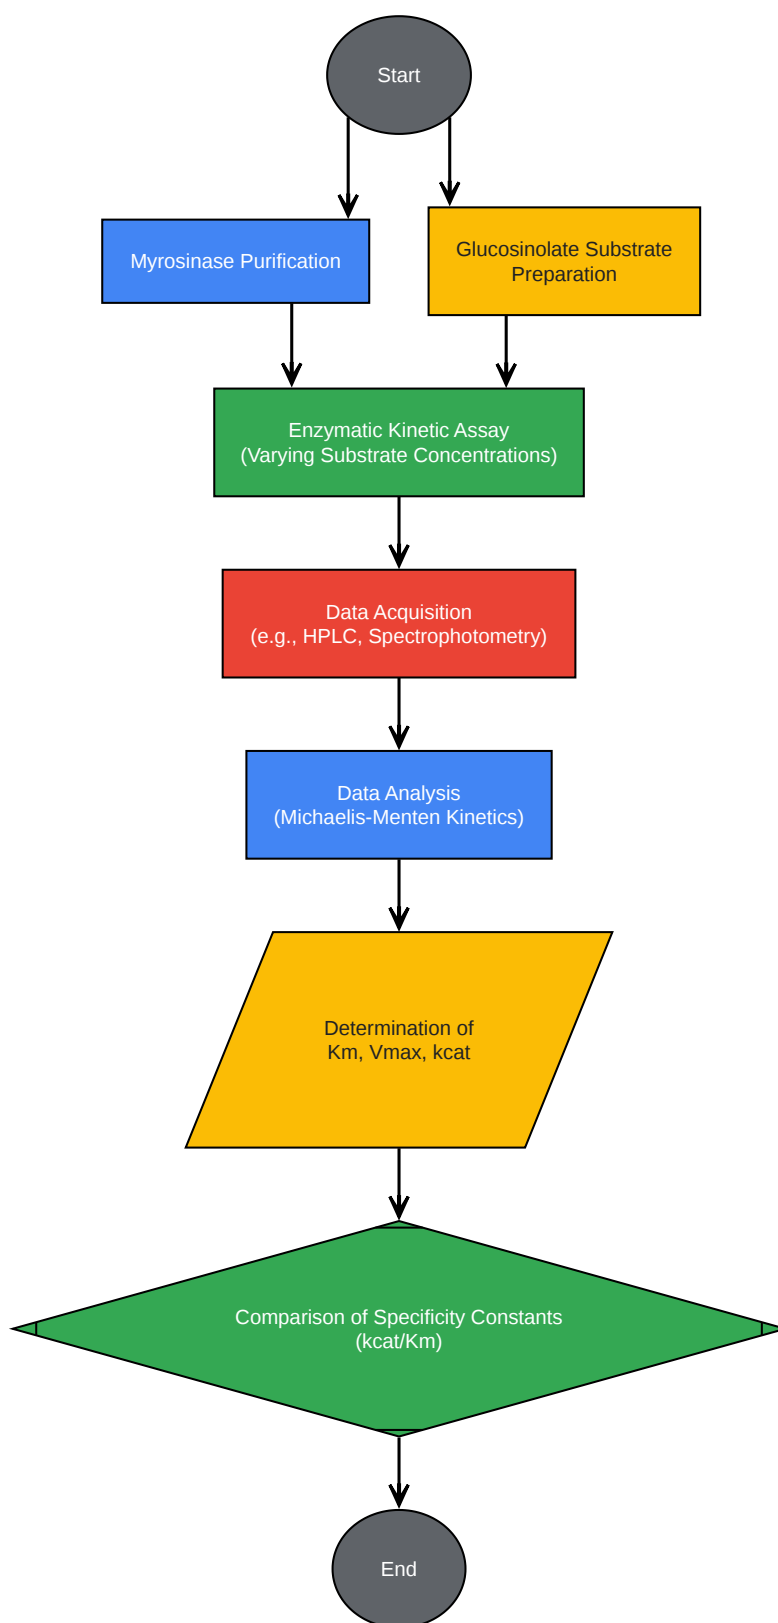 Start
Myrosinase Purification
Glucosinolate Substrate
Preparation
Enzymatic Kinetic Assay
(Varying Substrate Concentrations)
Data Acquisition
(e.g., HPLC, Spectrophotometry)
Data Analysis
(Michaelis-Menten Kinetics)
Determination of
Km, Vmax, kcat
Comparison of Specificity Constants
(kcat/Km)
End